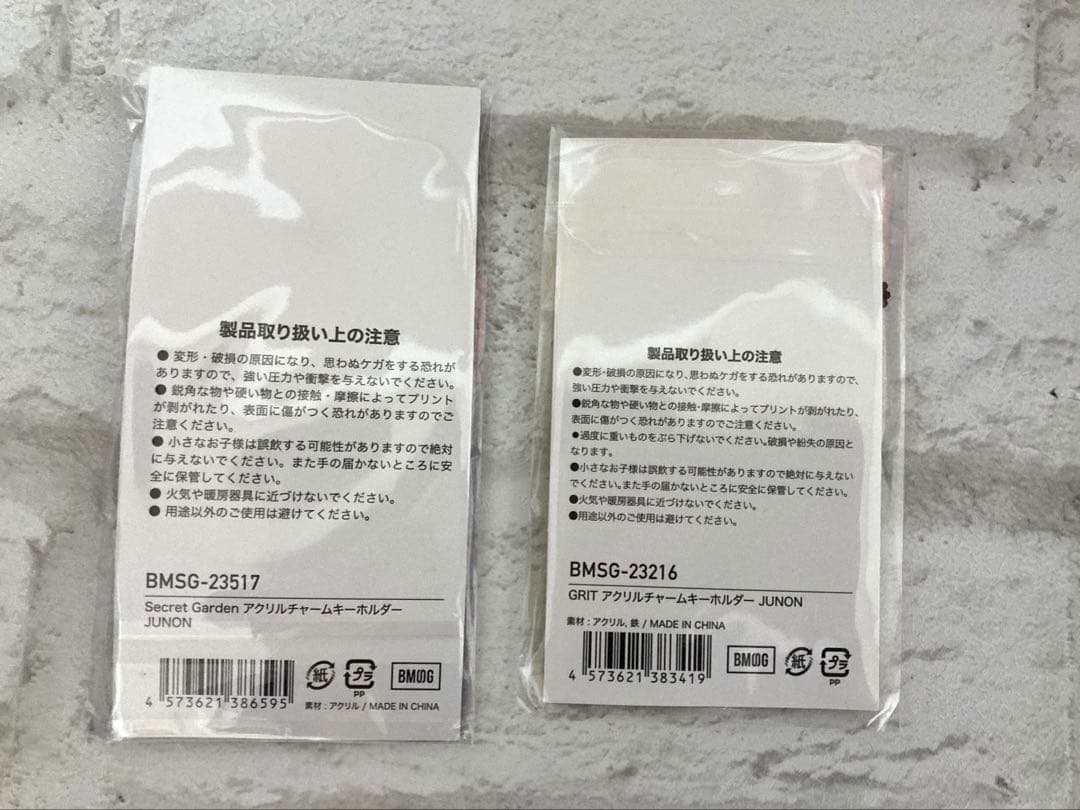 製品取り扱い上の注意
● 変形・破損の原因になり、思わぬケガをする恐れが
ありますので、強い圧力や衝撃を与えないでください。
● 鋭角な物や硬い物との接触・摩擦によってプリント
が剥がれたり、表面に傷がつく恐れがありますのでご
注意ください。
● 小さなお子様は誤飲する可能性がありますので絶対
に与えないでください。また手の届かないところに安
全に保管してください。
● 火気や暖房器具に近づけないでください。
● 用途以外のご使用は避けてください。
BMSG-23517
Secret Garden アクリルチャームキーホルダー
JUNON
4 573621 386595
紙
プラ
PP
BMSG
素材 : アクリル / MADE IN CHINA
製品取り扱い上の注意
●変形・破損の原因になり、思わぬケガをする恐れがありますので、
強い圧力や衝撃を与えないでください。
●鋭角な物や硬い物との接触・摩擦によってプリントが剥がれたり、
表面に傷がつく恐れがありますのでご注意ください。
●過度に重いものをぶら下げないでください。破損や紛失の原因と
なります。
●小さなお子様は誤飲する可能性がありますので絶対に与えない
でください。また手の届かないところに安全に保管してください。
●火気や暖房器具に近づけないでください。
●用途以外のご使用は避けてください。
BMSG-23216
GRIT アクリルチャームキーホルダー JUNON
素材 : アクリル, 鉄 / MADE IN CHINA
4 573621 383419
BMSG
紙
プラ
PP